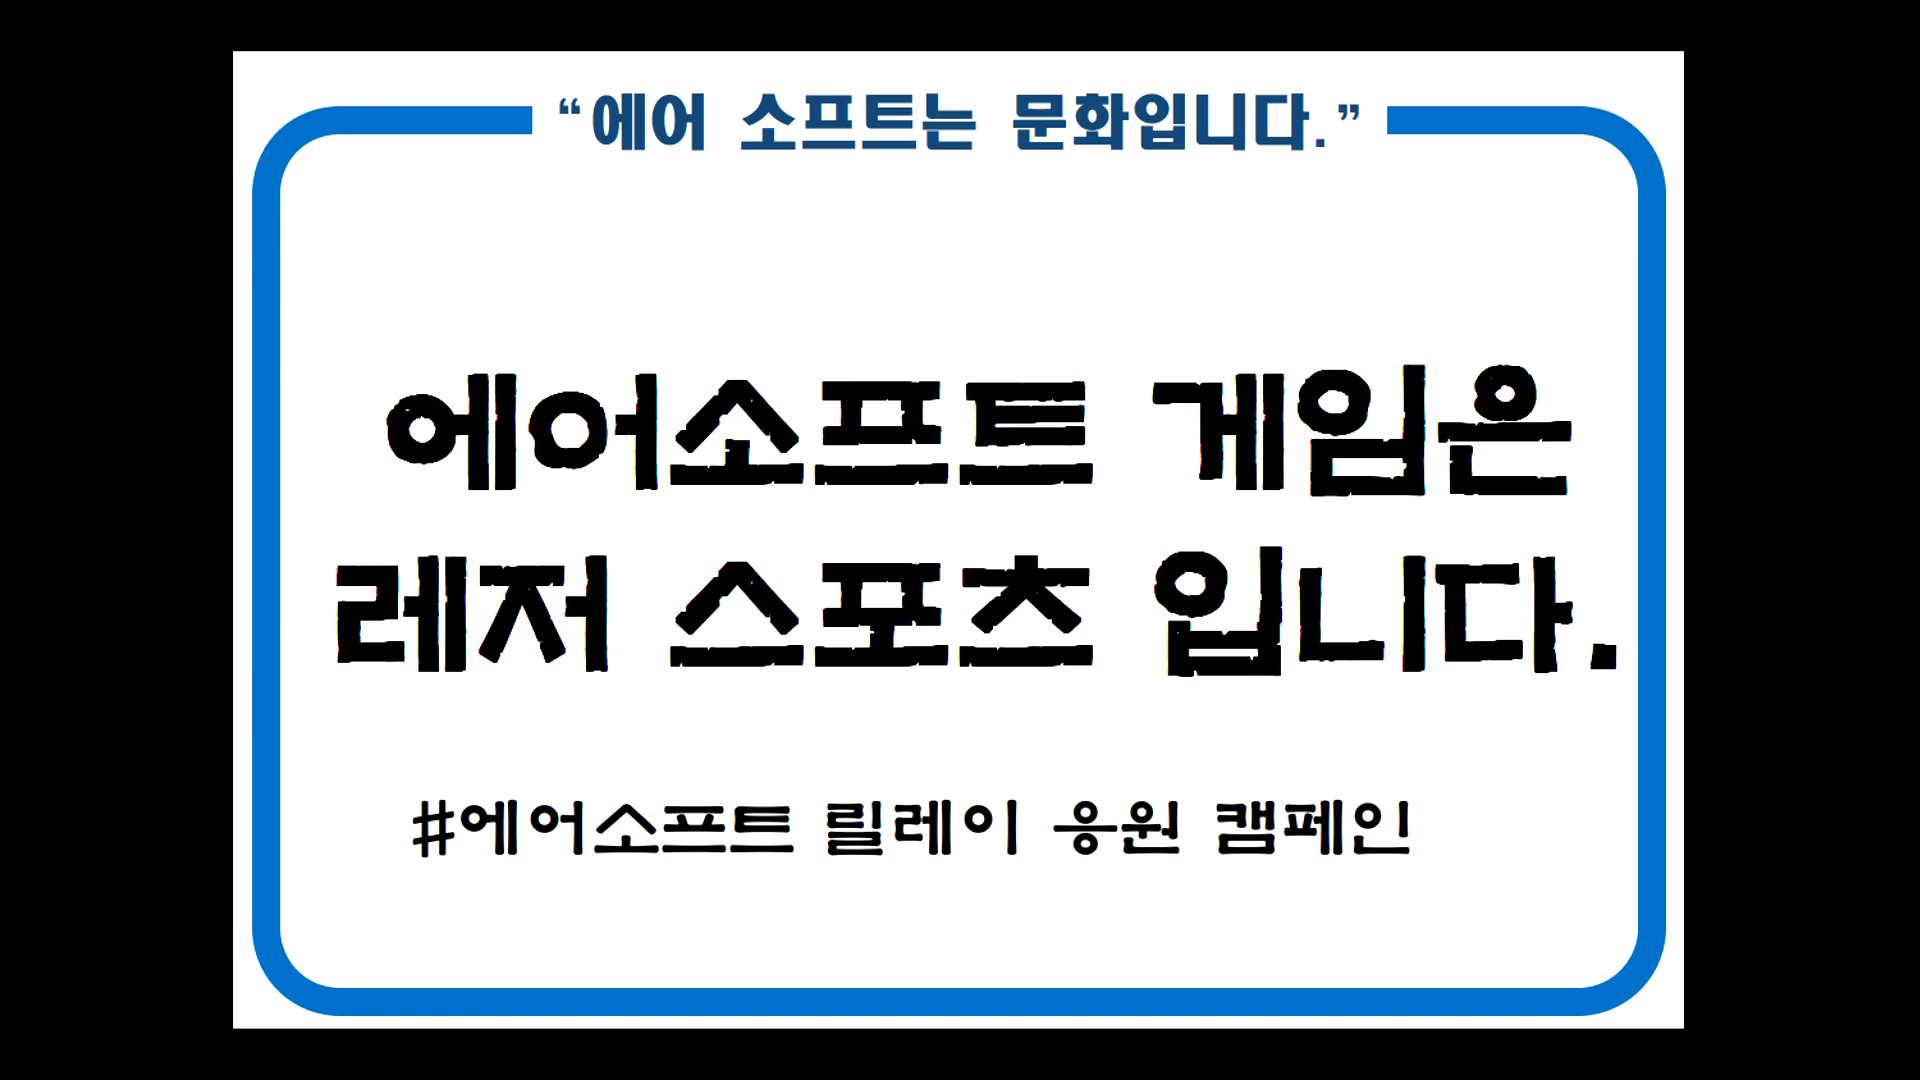 “에어 소프트는 문화입니다.”
에어소프트 게임은
레저 스포츠 입니다.
#에어소프트 릴레이 응원 캠페인